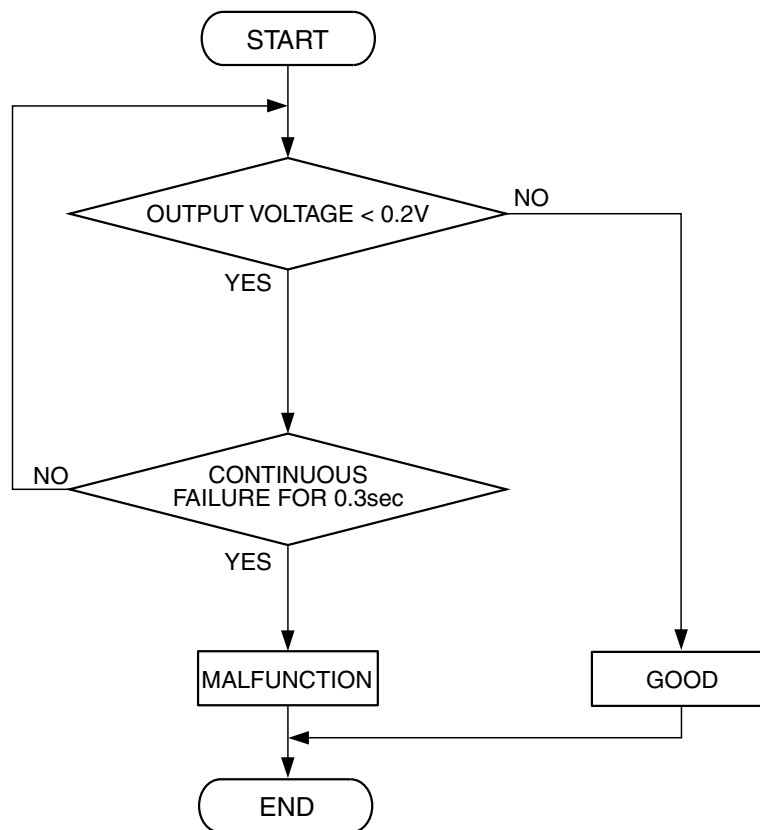 START
OUTPUT VOLTAGE < 0.2V
NO
YES
NO
CONTINUOUS
FAILURE FOR 0.3sec
YES
MALFUNCTION
GOOD
END